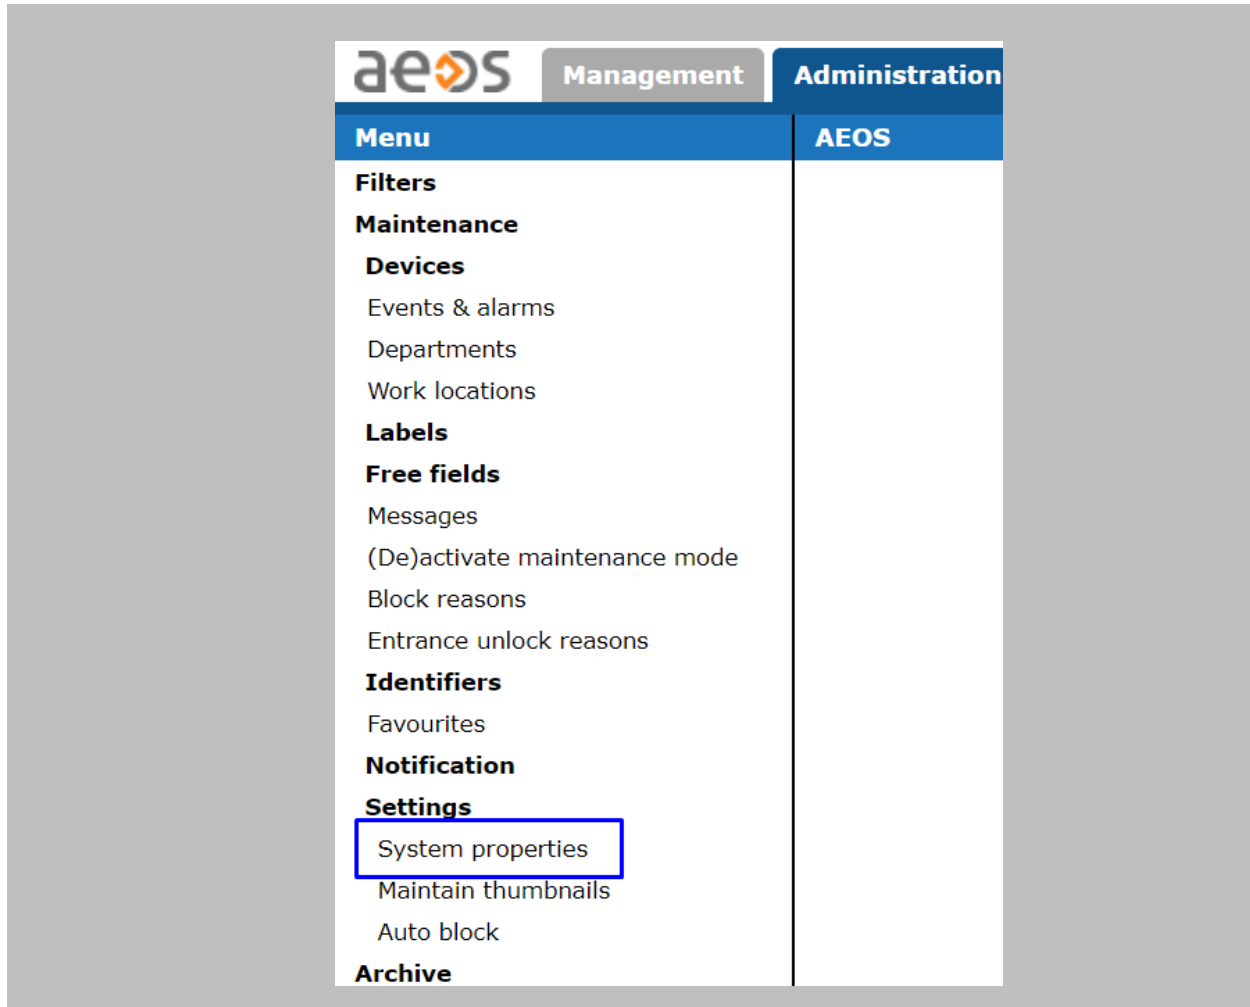 aeos Management Administration
Menu AEOS
Filters
Maintenance
Devices
Events & alarms
Departments
Work locations
Labels
Free fields
Messages
(De)activate maintenance mode
Block reasons
Entrance unlock reasons
Identifiers
Favourites
Notification
Settings
System properties
Maintain thumbnails
Auto block
Archive